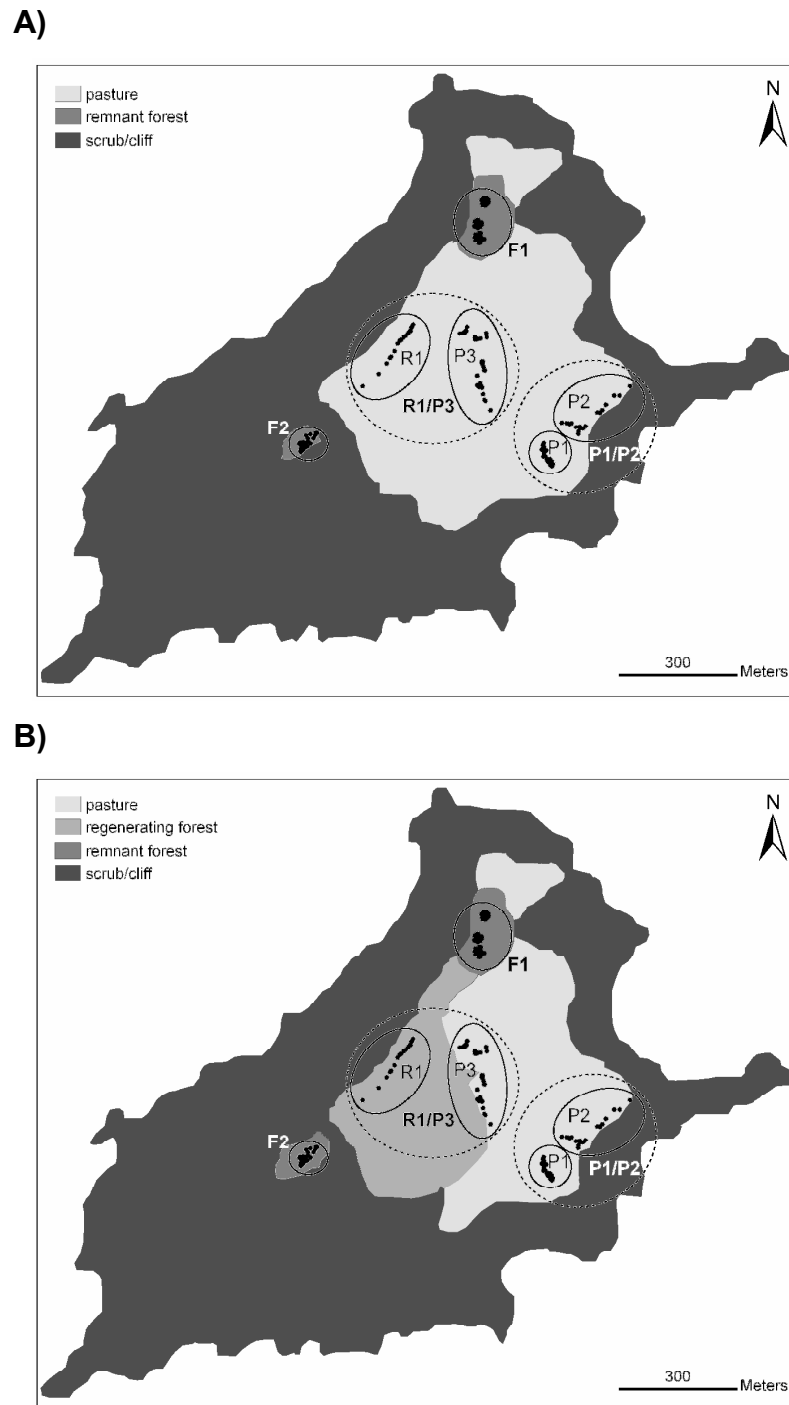 A)
pasture
remnant forest
scrub/cliff
N
F1
R1
P3
R1/P3
P2
F2
P1
P1/P2
300
Meters
B)
pasture
regenerating forest
remnant forest
scrub/cliff
N
F1
R1
P3
R1/P3
P2
F2
P1
P1/P2
300
Meters